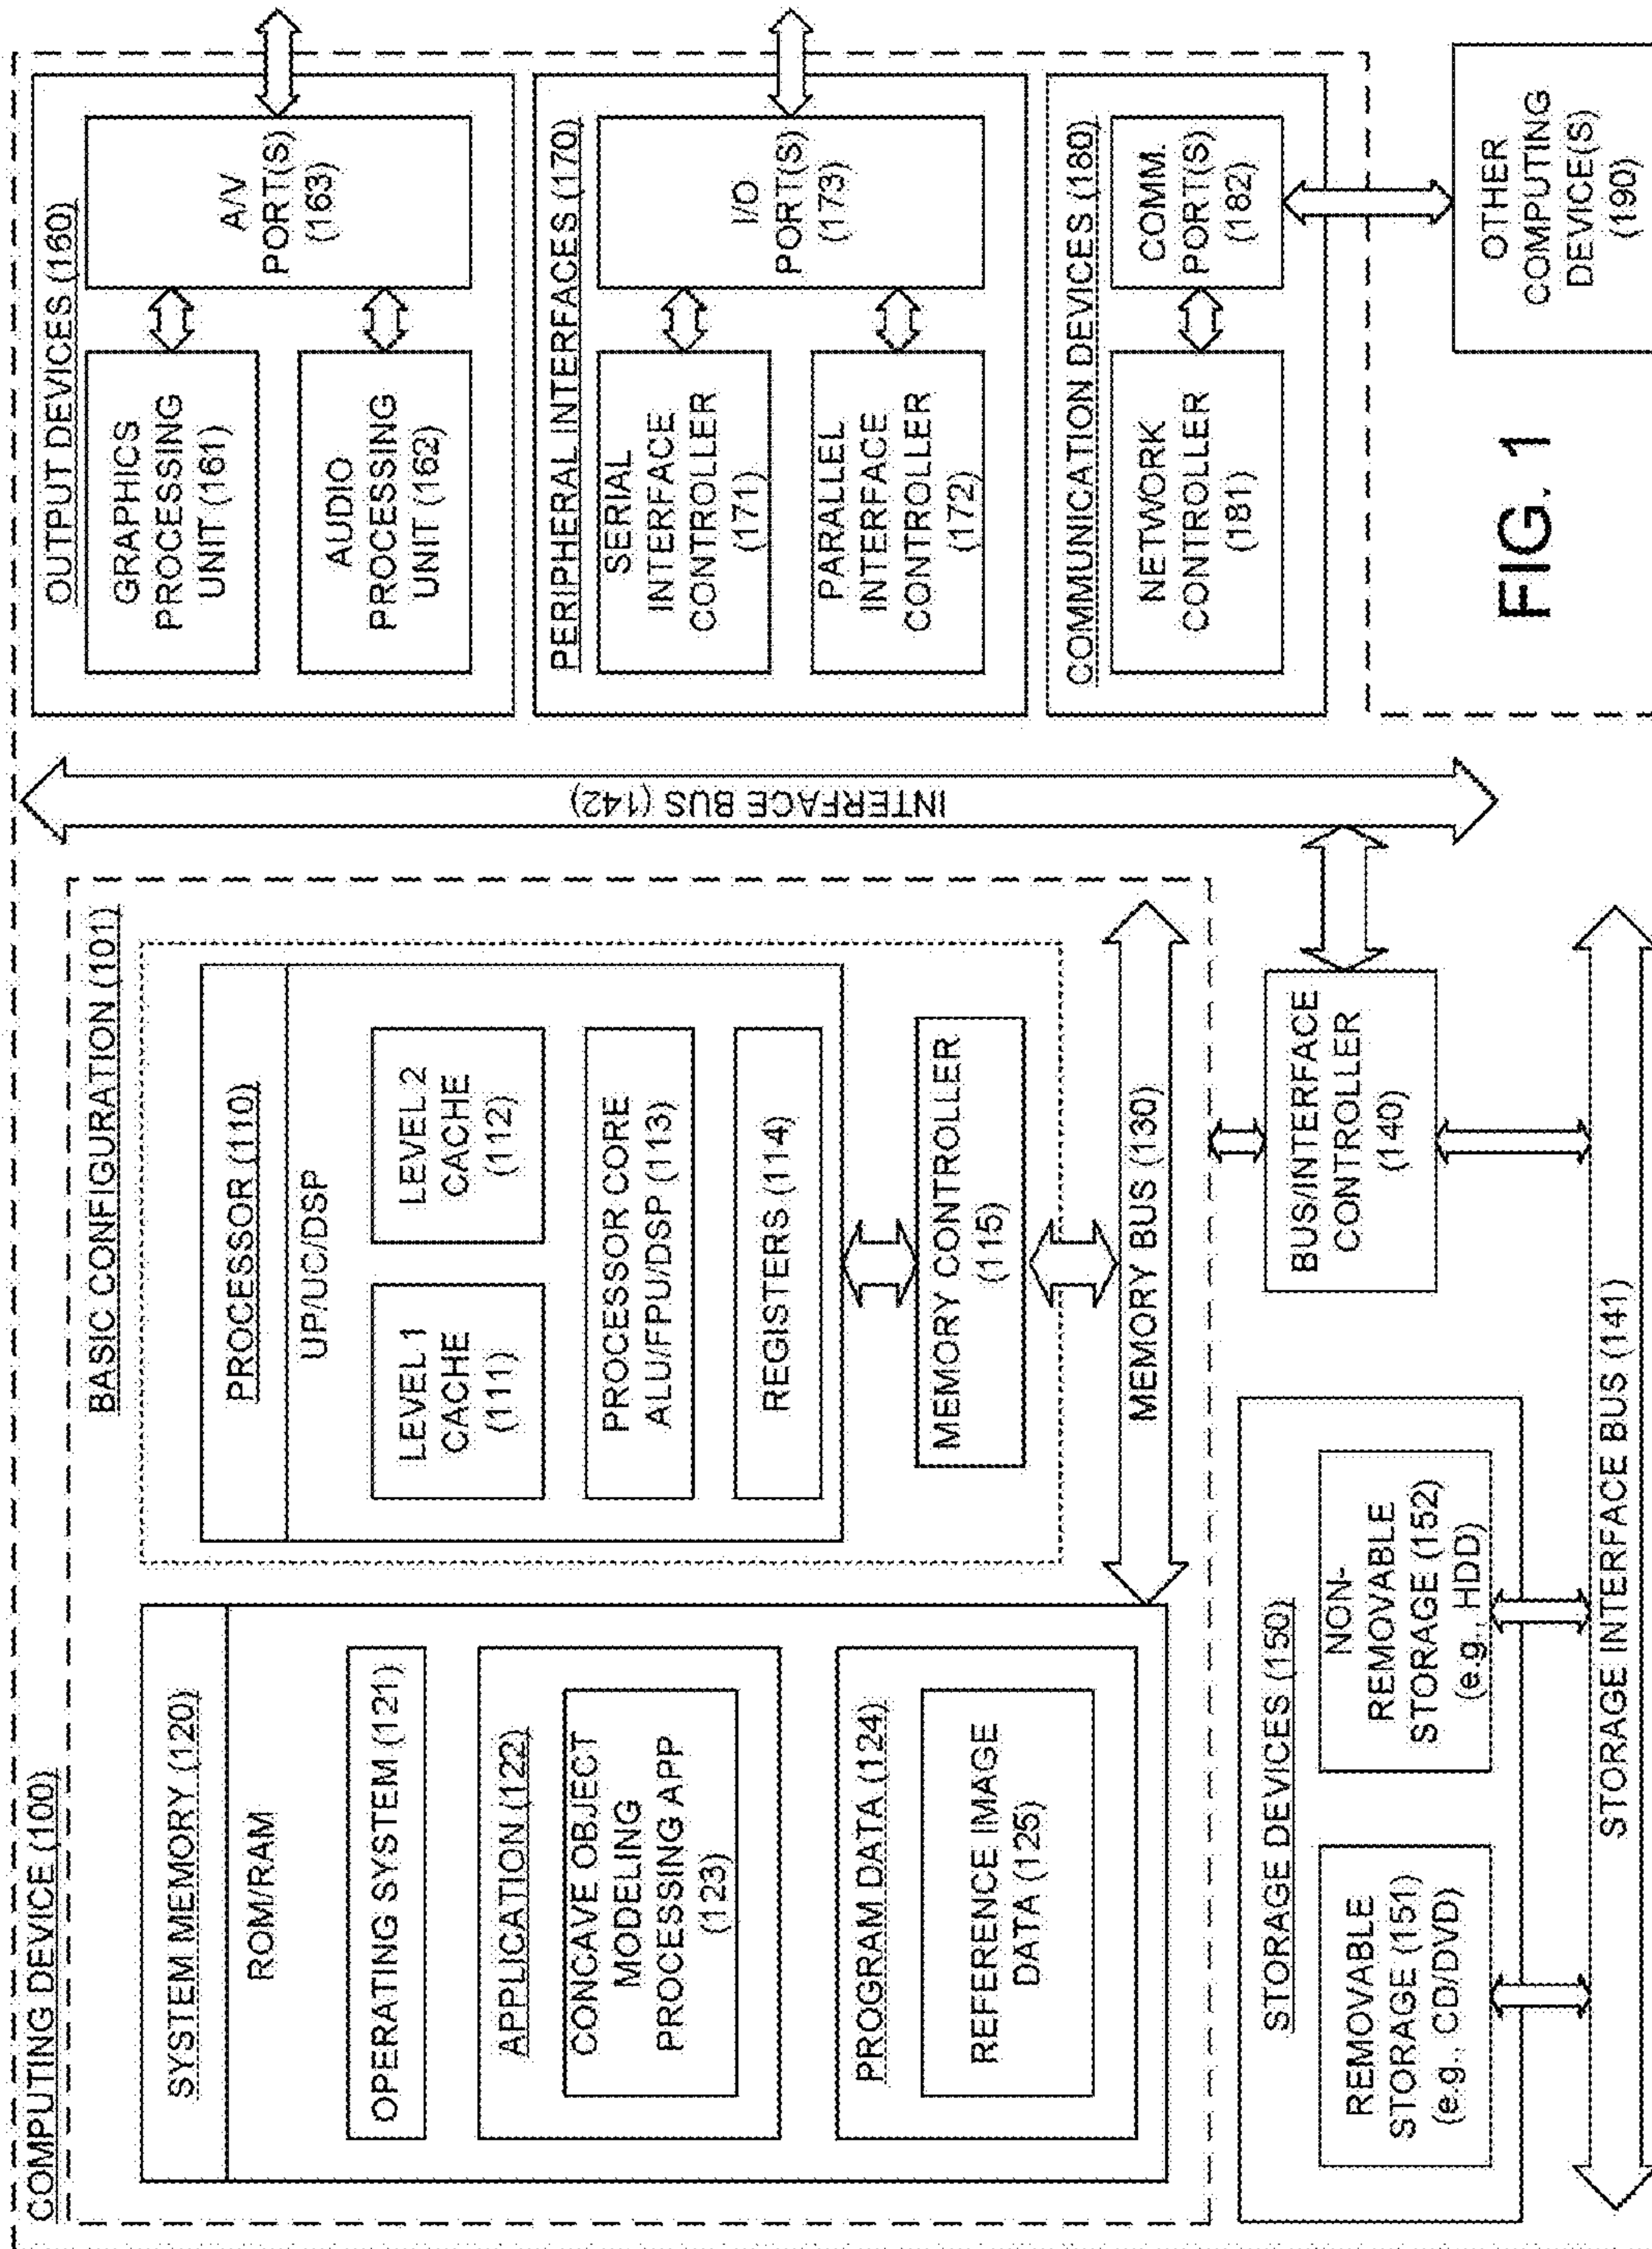 COMPUTING DEVICE (100)
BASIC CONFIGURATION (101)
SYSTEM MEMORY (120)
ROM/RAM
OPERATING SYSTEM (121)
APPLICATION (122)
CONCAVE OBJECT
MODELING
PROCESSING APP
(123)
PROGRAM DATA (124)
REFERENCE IMAGE
DATA (125)
PROCESSOR (110)
UP/UC/DSP
LEVEL 1
CACHE
(111)
LEVEL 2
CACHE
(112)
PROCESSOR CORE
ALU/FPU/DSP (113)
REGISTERS (114)
MEMORY CONTROLLER
(115)
MEMORY BUS (130)
BUS/INTERFACE
CONTROLLER
(140)
STORAGE DEVICES (150)
REMOVABLE
STORAGE (151)
(e.g., CD/DVD)
NON-
REMOVABLE
STORAGE (152)
(e.g., HDD)
STORAGE INTERFACE BUS (141)
INTERFACE BUS (142)
OUTPUT DEVICES (160)
GRAPHICS
PROCESSING
UNIT (161)
AUDIO
PROCESSING
UNIT (162)
A/V
PORT(S)
(163)
PERIPHERAL INTERFACES (170)
SERIAL
INTERFACE
CONTROLLER
(171)
PARALLEL
INTERFACE
CONTROLLER
(172)
I/O
PORT(S)
(173)
COMMUNICATION DEVICES (180)
NETWORK
CONTROLLER
(181)
COMM.
PORT(S)
(182)
OTHER
COMPUTING
DEVICE(S)
(190)
FIG. 1